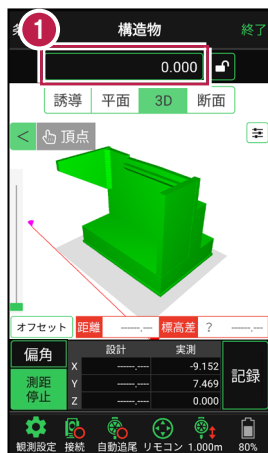 1
構造物 終了
0.000
誘導 平面 3D 断面
< 頂点
オフセット 距離 -----.--- 標高差 ? -----.---
偏角 設計 実測
X -----.---- -9.152
測距停止 Y -----.---- 7.469 記録
Z -----.---- 0.000
観測設定 接続 自動追尾 リモコン 1.000m 80%